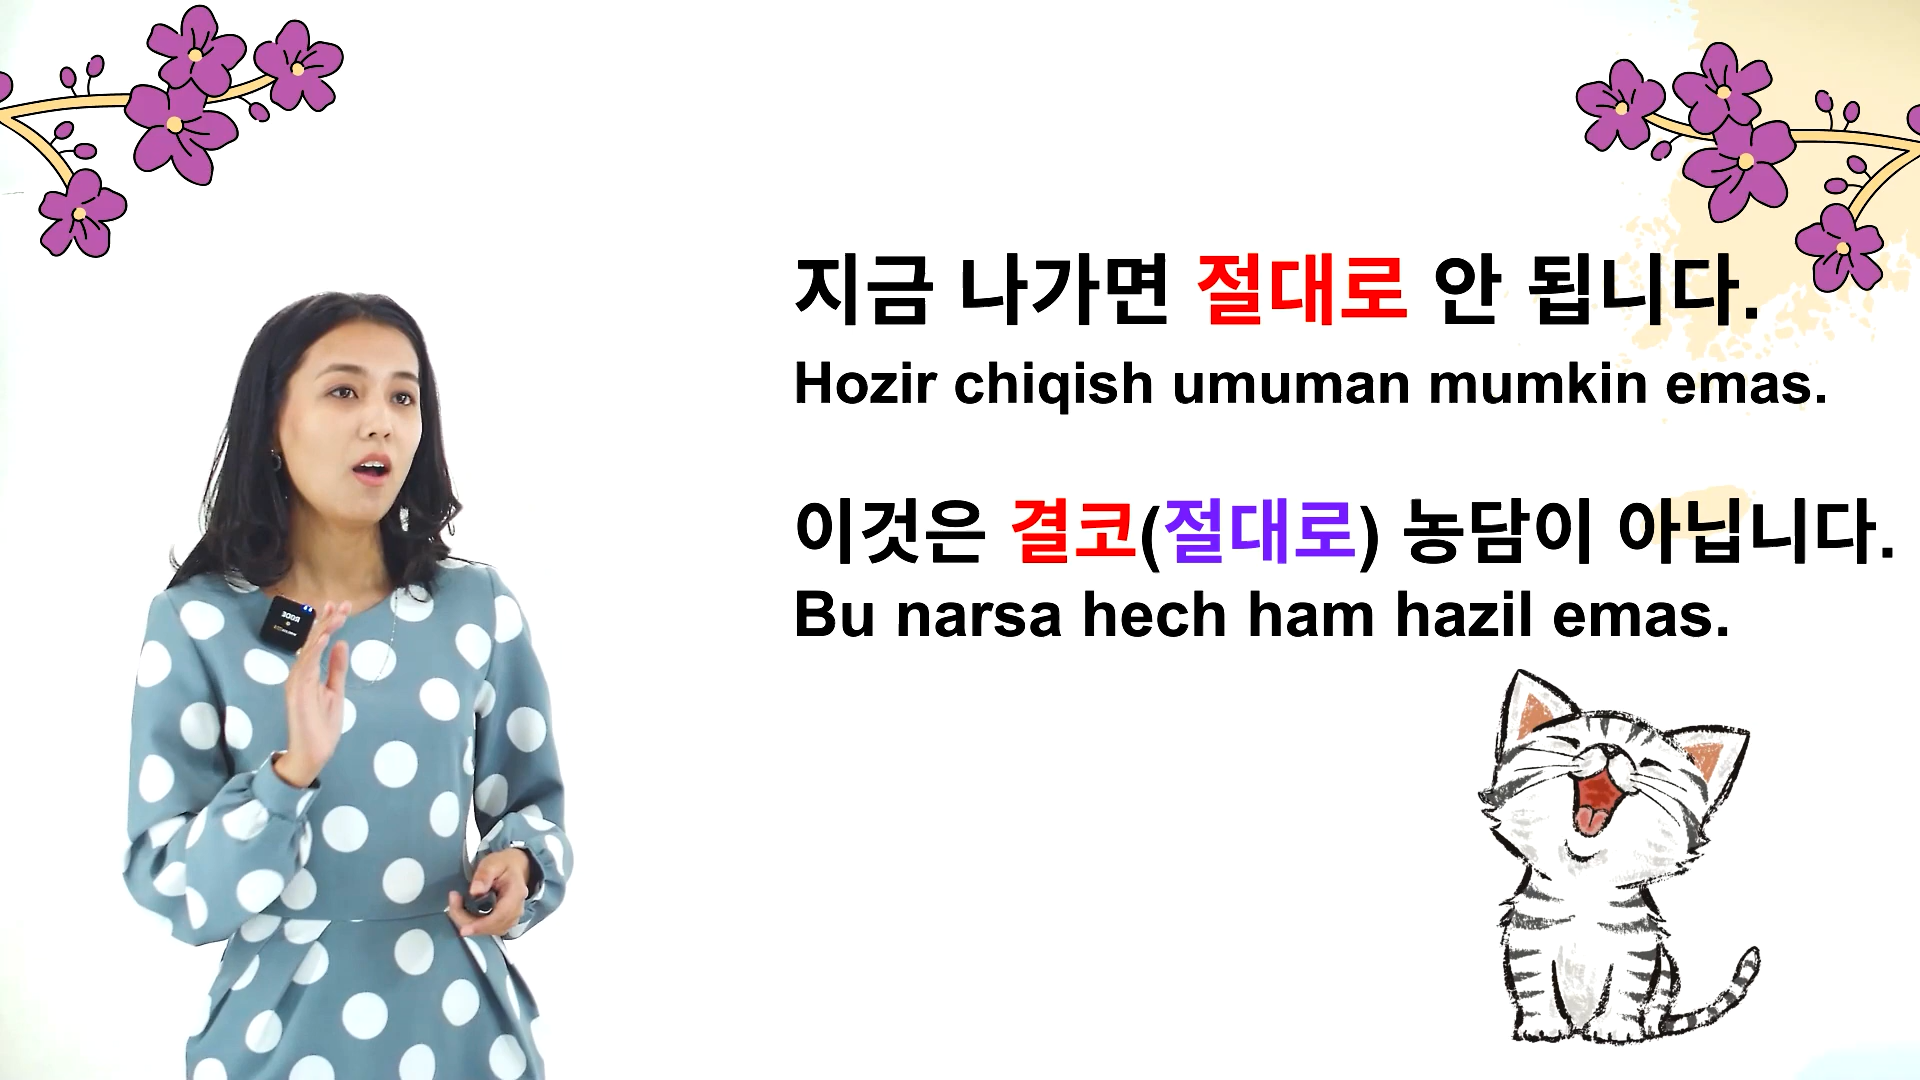 지금 나가면 절대로 안 됩니다.
Hozir chiqish umuman mumkin emas.
이것은 결코(절대로) 농담이 아닙니다.
Bu narsa hech ham hazil emas.
RODE